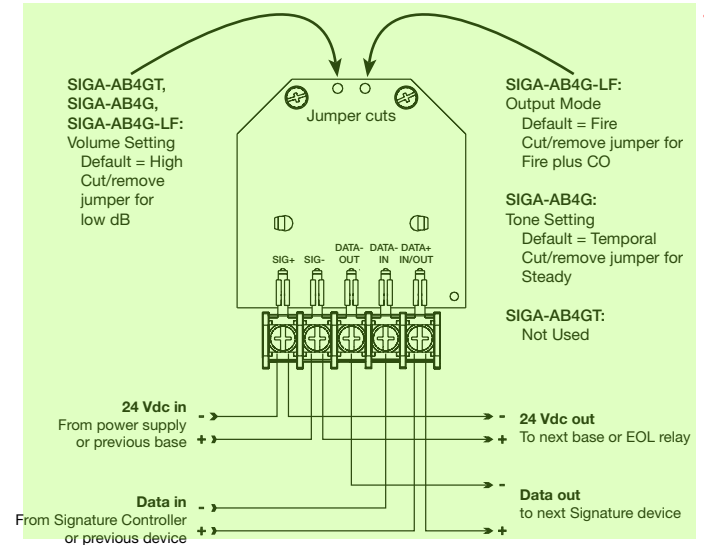 SIGA-AB4GT,
SIGA-AB4G,
SIGA-AB4G-LF:
Volume Setting
Default = High
Cut/remove
jumper for
low dB
Jumper cuts
SIGA-AB4G-LF:
Output Mode
Default = Fire
Cut/remove jumper for
Fire plus CO
SIGA-AB4G:
Tone Setting
Default = Temporal
Cut/remove jumper for
Steady
SIGA-AB4GT:
Not Used
SIG+ SIG- DATA- OUT DATA- IN DATA+ IN/OUT
24 Vdc in
From power supply
or previous base
-
+
24 Vdc out
To next base or EOL relay
-
+
Data in
From Signature Controller
or previous device
-
+
Data out
to next Signature device
-
+